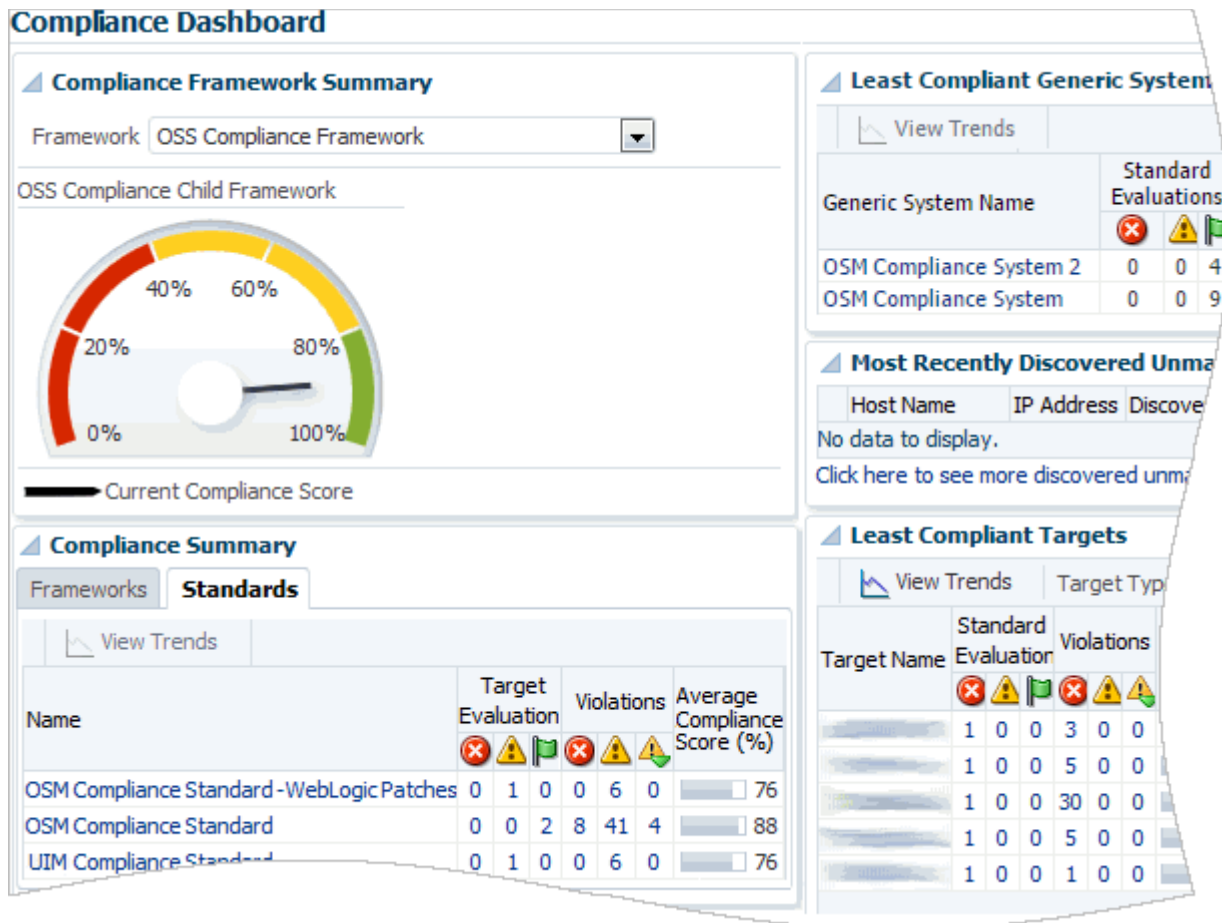 Compliance Dashboard
Compliance Framework Summary
Framework OSS Compliance Framework
OSS Compliance Child Framework
40% 60%
20% 80%
0% 100%
Current Compliance Score
Compliance Summary
Frameworks Standards
View Trends
Name Target Evaluation Violations Average Compliance Score (%)
OSM Compliance Standard - WebLogic Patches 0 1 0 0 6 0 76
OSM Compliance Standard 0 0 2 8 41 4 88
UIM Compliance Standard 0 1 0 0 6 0 76
Least Compliant Generic System
View Trends
Generic System Name Standard Evaluations
OSM Compliance System 2 0 0 4
OSM Compliance System 0 0 9
Most Recently Discovered Unma
Host Name IP Address Discove
No data to display.
Click here to see more discovered unma
Least Compliant Targets
View Trends Target Typ
Target Name Standard Evaluation Violations
1 0 0 3 0 0
1 0 0 5 0 0
1 0 0 30 0 0
1 0 0 5 0 0
1 0 0 1 0 0